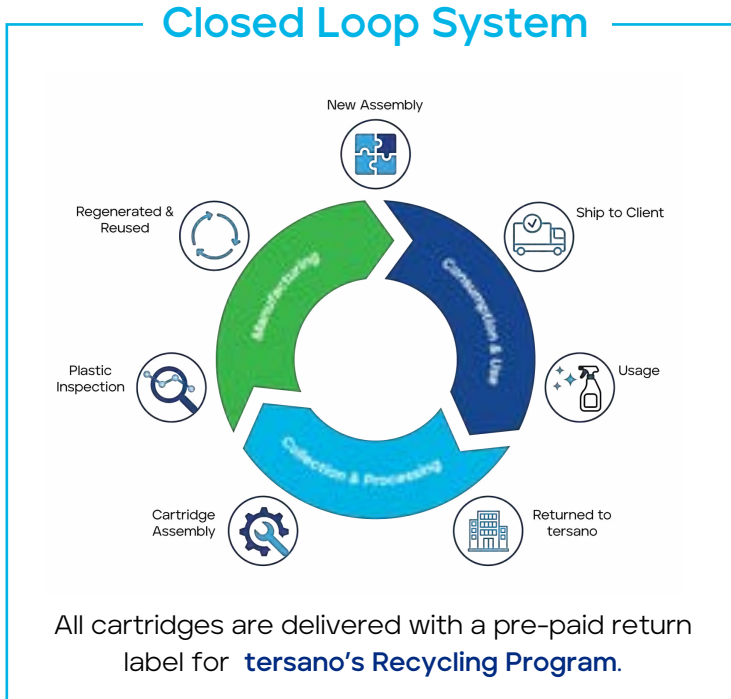 Closed Loop System
New Assembly
Ship to Client
Usage
Returned to
tersano
Cartridge
Assembly
Plastic
Inspection
Regenerated &
Reused
Manufacturing
Consumption & Use
Collection & Processing
All cartridges are delivered with a pre-paid return
label for tersano's Recycling Program.